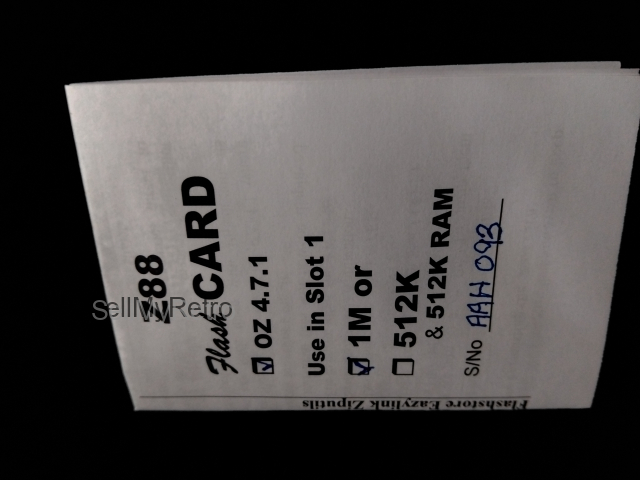 Z88
Flash CARD
OZ 4.7.1
Use in Slot 1
1M or
512K
& 512K RAM
S/No AAH 093
Flashstore Eazylink Ziputils
SellMyRetro